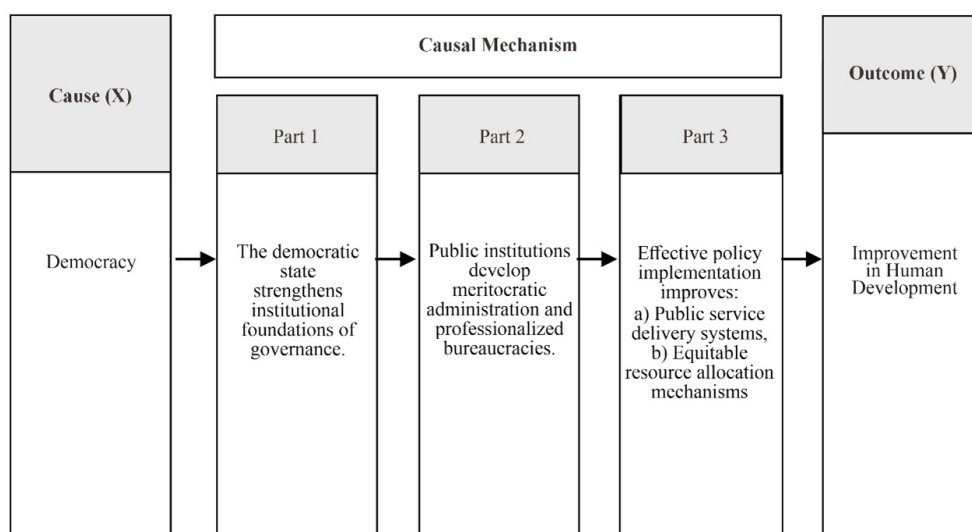 Causal Mechanism
Cause (X)
Outcome (Y)
Part 1
Part 2
Part 3
Democracy
The democratic
state
strengthens
institutional
foundations of
governance.
Public institutions
develop
meritocratic
administration and
professionalized
bureaucracies.
Effective policy
implementation
improves:
a) Public service
delivery systems,
b) Equitable
resource allocation
mechanisms
Improvement
in Human
Development